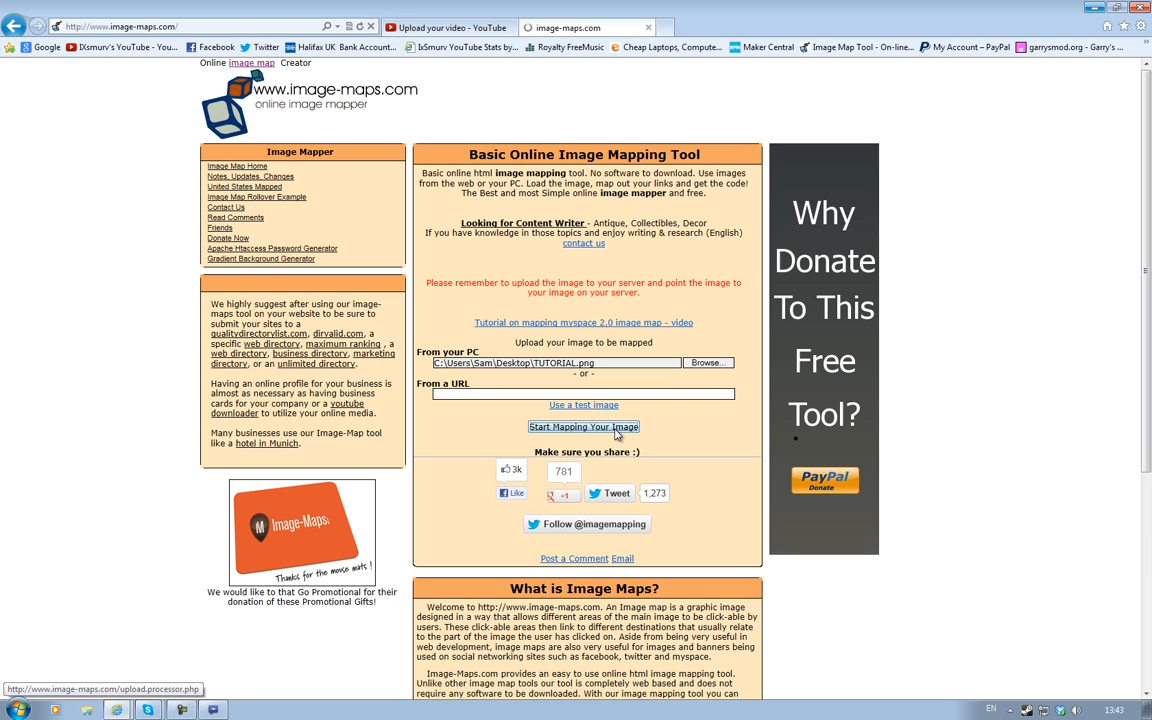 http://www.image-maps.com/
Upload your video - YouTube
image-maps.com
Google
IXsmurv's YouTube - You...
Facebook
Twitter
Halifax UK Bank Account...
IxSmurv YouTube Stats by...
Royalty FreeMusic
Cheap Laptops, Compute...
Maker Central
Image Map Tool - On-line...
My Account – PayPal
garrysmod.org - Garry's ...
Online image map Creator
www.image-maps.com
online image mapper
Image Mapper
Image Map Home
Notes, Updates, Changes
United States Mapped
Image Map Rollover Example
Contact Us
Read Comments
Friends
Donate Now
Apache Htaccess Password Generator
Gradient Background Generator
We highly suggest after using our image-
maps tool on your website to be sure to
submit your sites to a
qualitydirectorylist.com, dirvalid.com, a
specific web directory, maximum ranking , a
web directory, business directory, marketing
directory, or an unlimited directory.
Having an online profile for your business is
almost as necessary as having business
cards for your company or a youtube
downloader to utilize your online media.
Many businesses use our Image-Map tool
like a hotel in Munich.
M
Image-Maps!
Thanks for the mouse mats !
We would like to that Go Promotional for their
donation of these Promotional Gifts!
Basic Online Image Mapping Tool
Basic online html image mapping tool. No software to download. Use images
from the web or your PC. Load the image, map out your links and get the code!
The Best and most Simple online image mapper and free.
Looking for Content Writer - Antique, Collectibles, Decor
If you have knowledge in those topics and enjoy writing & research (English)
contact us
Please remember to upload the image to your server and point the image to
your image on your server.
Tutorial on mapping myspace 2.0 image map - video
Upload your image to be mapped
From your PC
C:\Users\Sam\Desktop\TUTORIAL.png
Browse...
- or -
From a URL
Use a test image
Start Mapping Your Image
Make sure you share :)
3k
781
Like
+1
Tweet
1,273
Follow @imagemapping
Post a Comment Email
What is Image Maps?
Welcome to http://www.image-maps.com. An Image map is a graphic image
designed in a way that allows different areas of the main image to be click-able by
users. These click-able areas then link to different destinations that usually relate
to the part of the image the user has clicked on. Aside from being very useful in
web development, image maps are also very useful for images and banners being
used on social networking sites such as facebook, twitter and myspace.
Image-Maps.com provides an easy to use online html image mapping tool.
Unlike other image map tools our tool is completely web based and does not
require any software to be downloaded. With our image mapping tool you can
Why
Donate
To This
Free
Tool?
PayPal
Donate
http://www.image-maps.com/upload.processor.php
EN
13:43